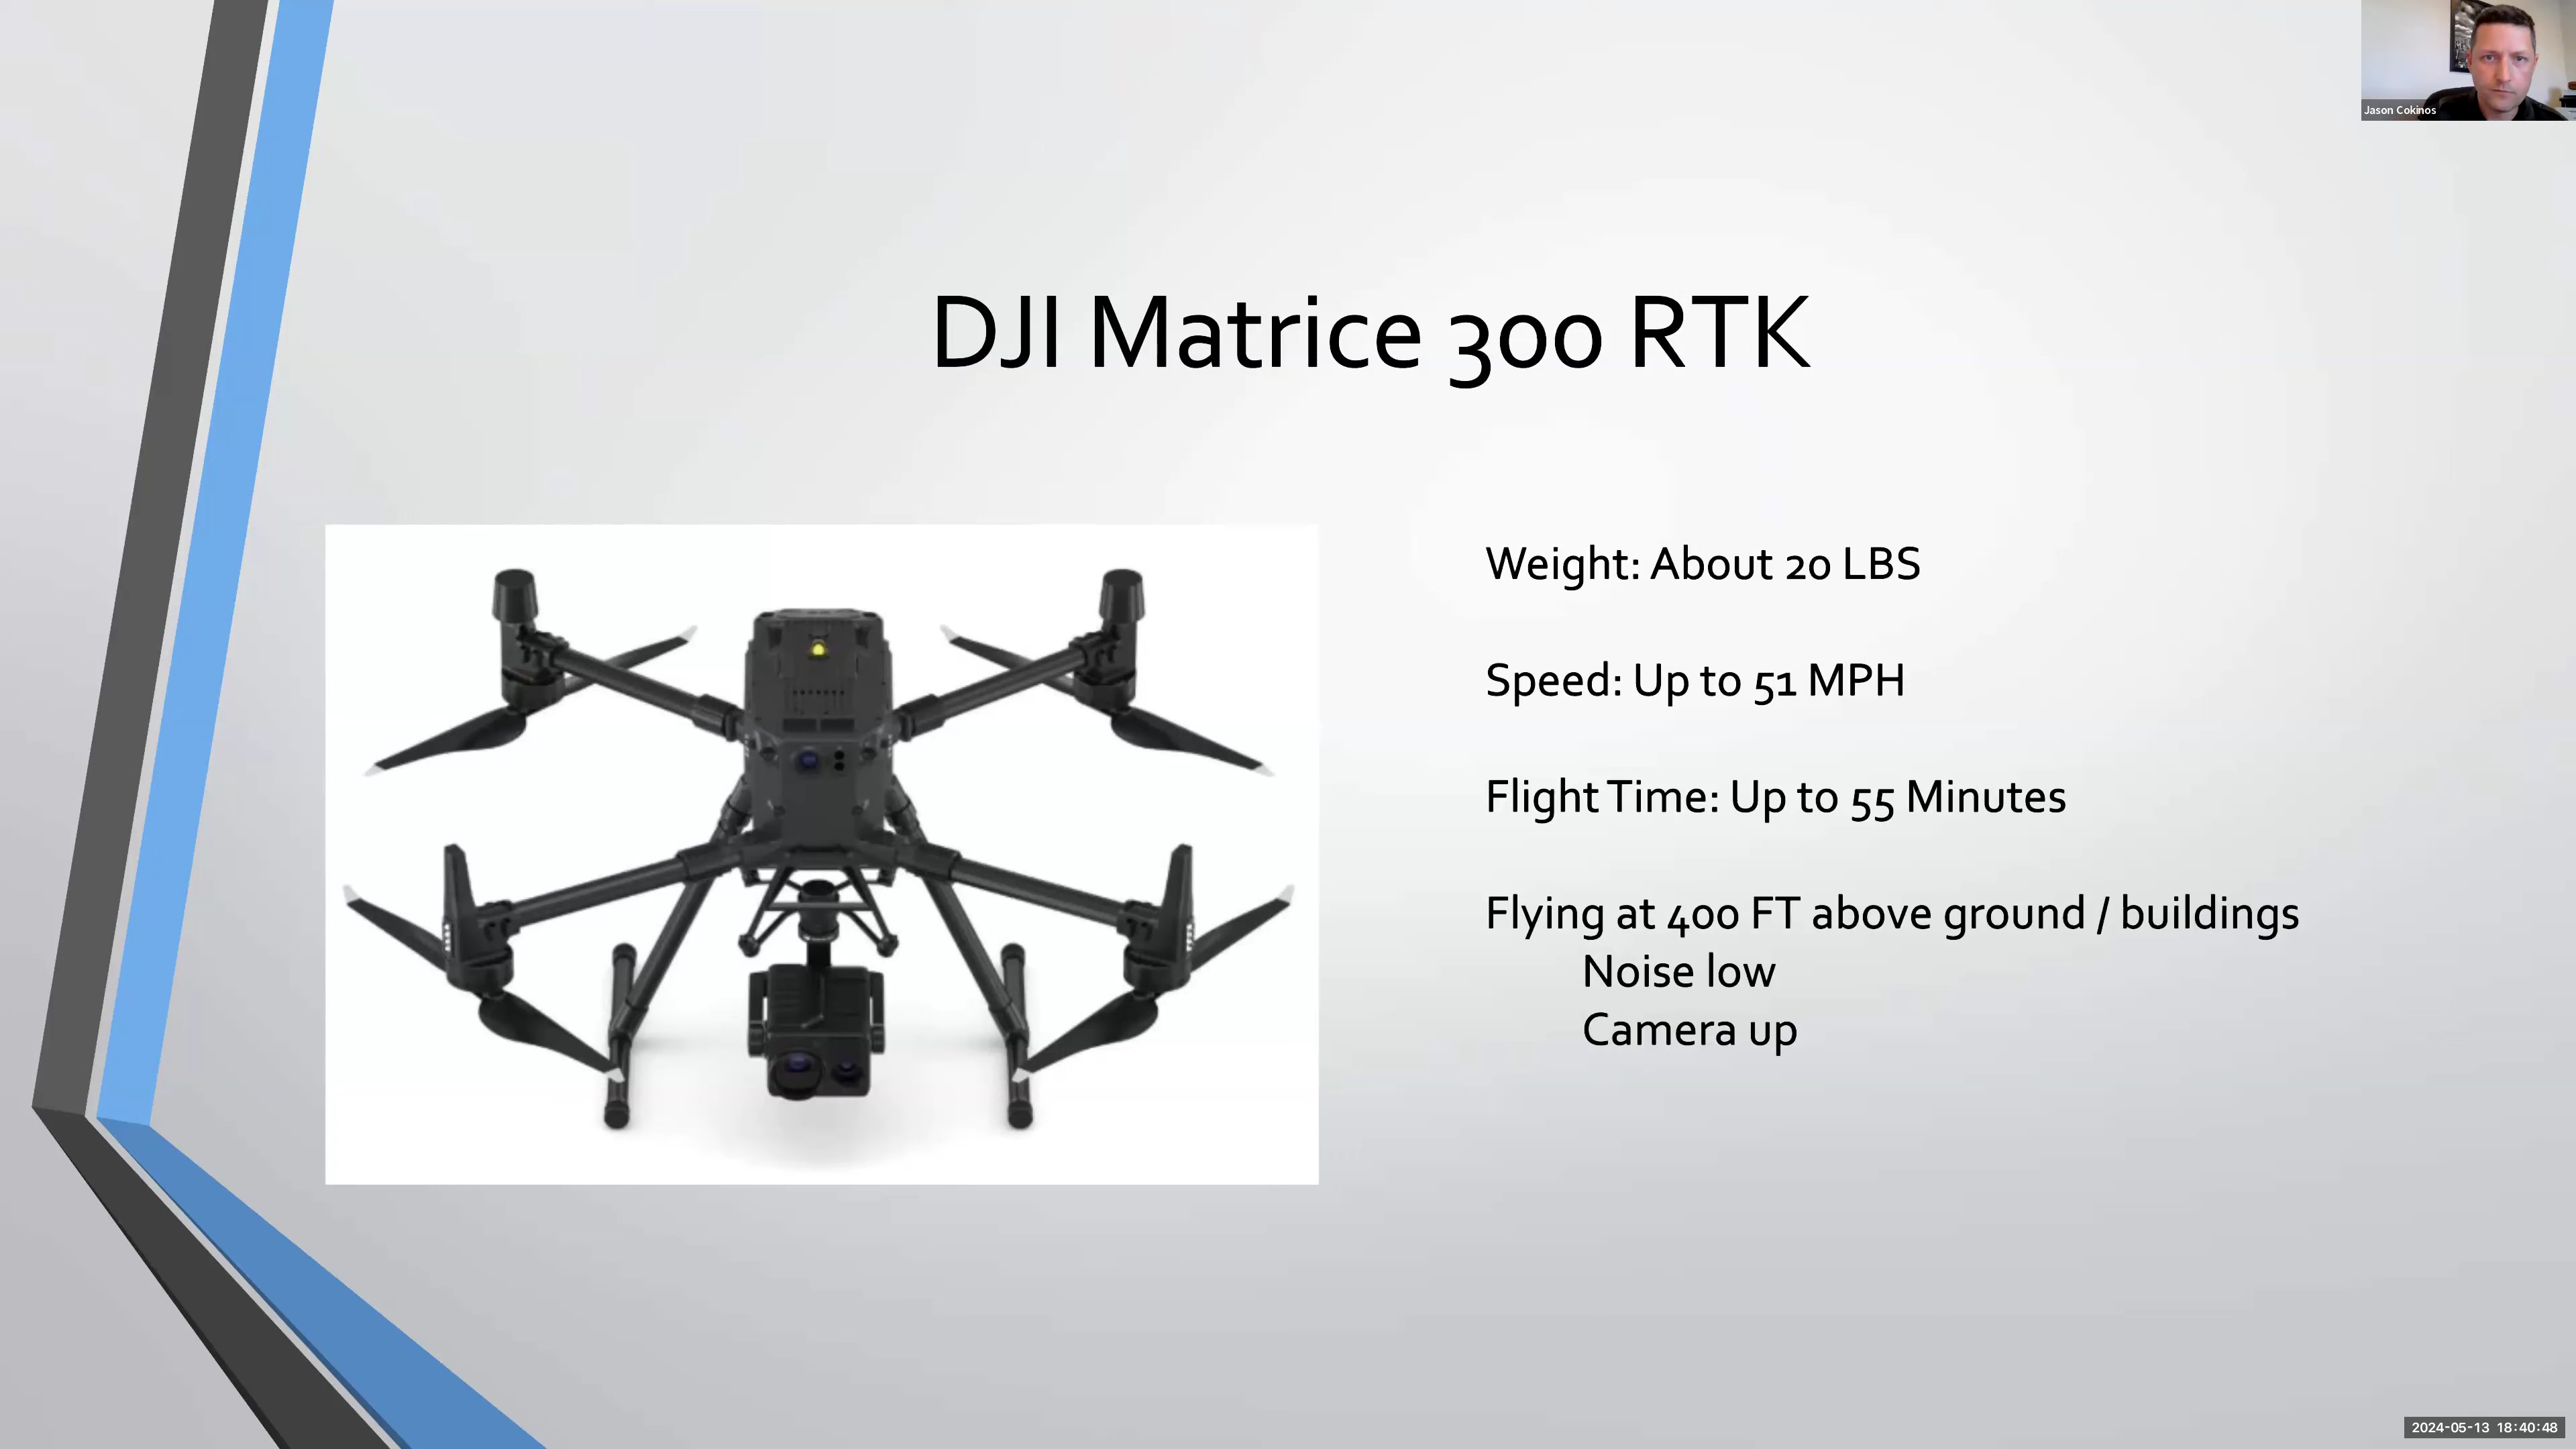 Jason Cokinos
DJI Matrice 300 RTK
Weight: About 20 LBS
Speed: Up to 51 MPH
Flight Time: Up to 55 Minutes
Flying at 400 FT above ground / buildings
Noise low
Camera up
2024-05-13 18:40:48